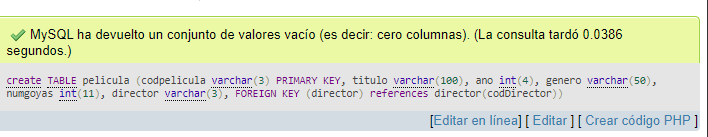 MySQL ha devuelto un conjunto de valores vacío (es decir: cero columnas). (La consulta tardó 0.0386
segundos.)
create TABLE pelicula (codpelicula varchar(3) PRIMARY KEY, titulo varchar(100), ano int(4), genero varchar(50),
numgoyas int(11), director varchar(3), FOREIGN KEY (director) references director(codDirector))
[Editar en línea] [ Editar ] [ Crear código PHP ]